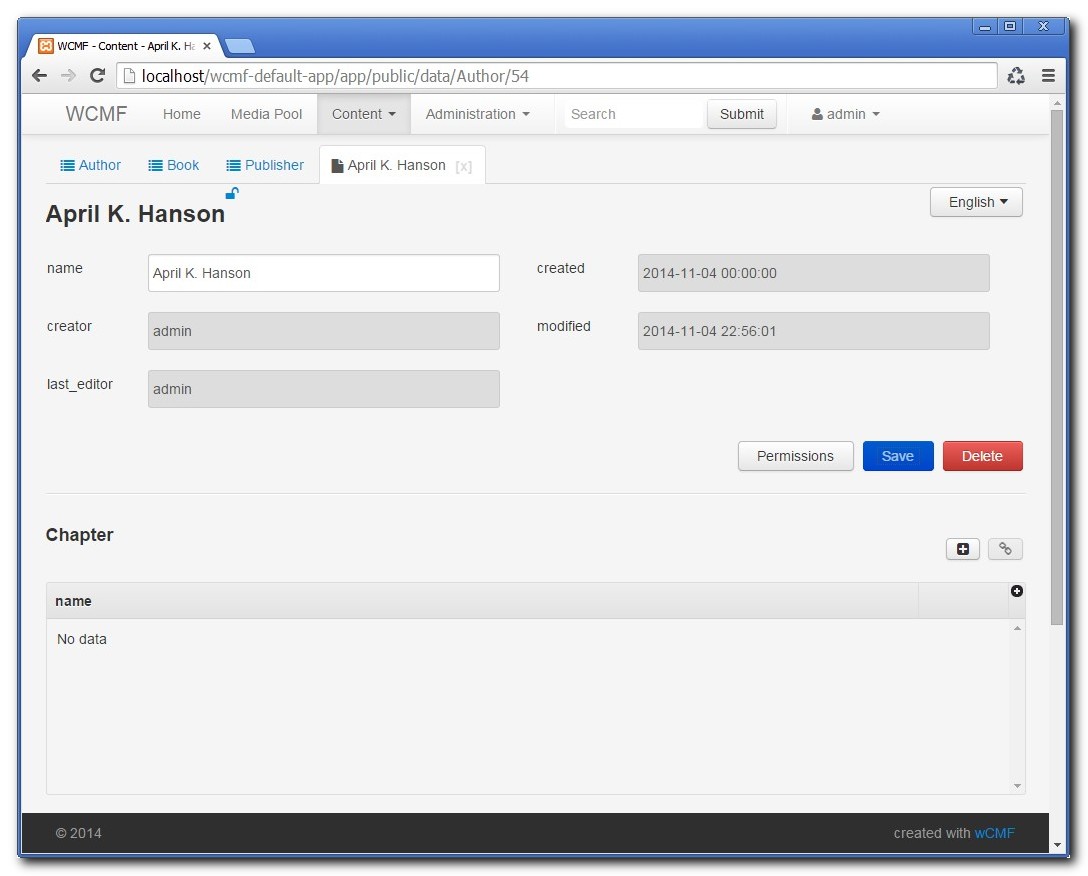 WCMF - Content - April K. Ha
localhost/wcmf-default-app/app/public/data/Author/54
WCMF Home Media Pool Content Administration Search Submit admin
Author Book Publisher April K. Hanson [x]
April K. Hanson English
name April K. Hanson created 2014-11-04 00:00:00
creator admin modified 2014-11-04 22:56:01
last_editor admin
Permissions Save Delete
Chapter
name
No data
© 2014 created with wCMF